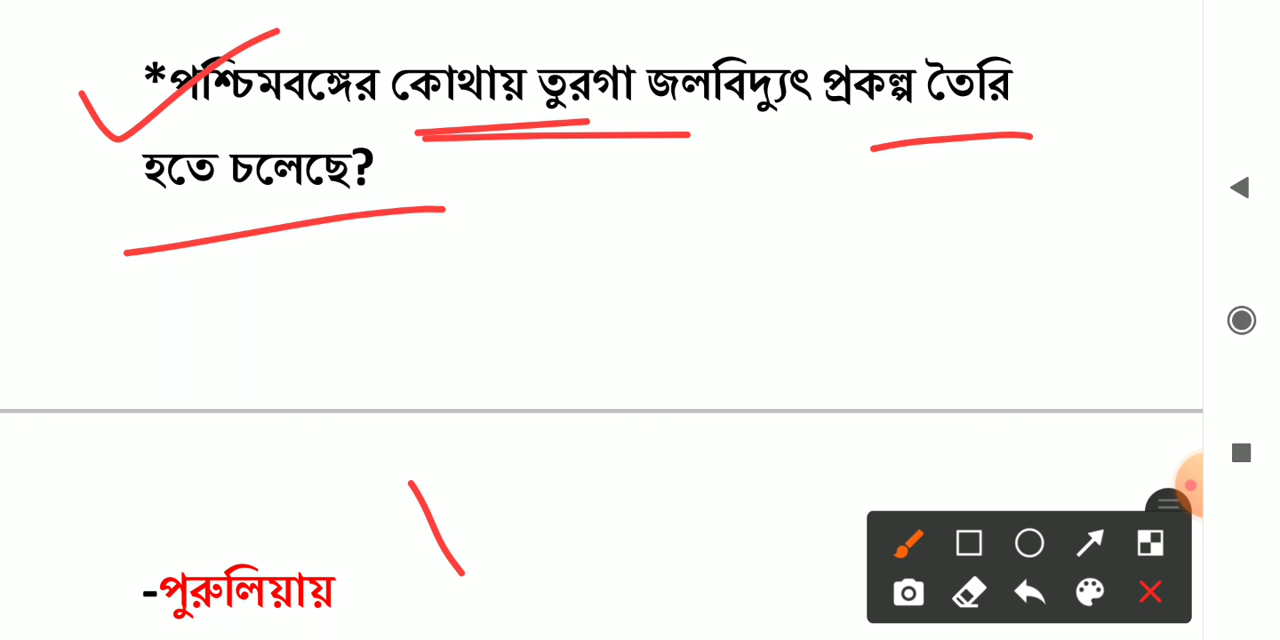 *পশ্চিমবঙ্গের কোথায় তুরগা জলবিদ্যুৎ প্রকল্প তৈরি
হতে চলেছে?
-পুরুলিয়ায়